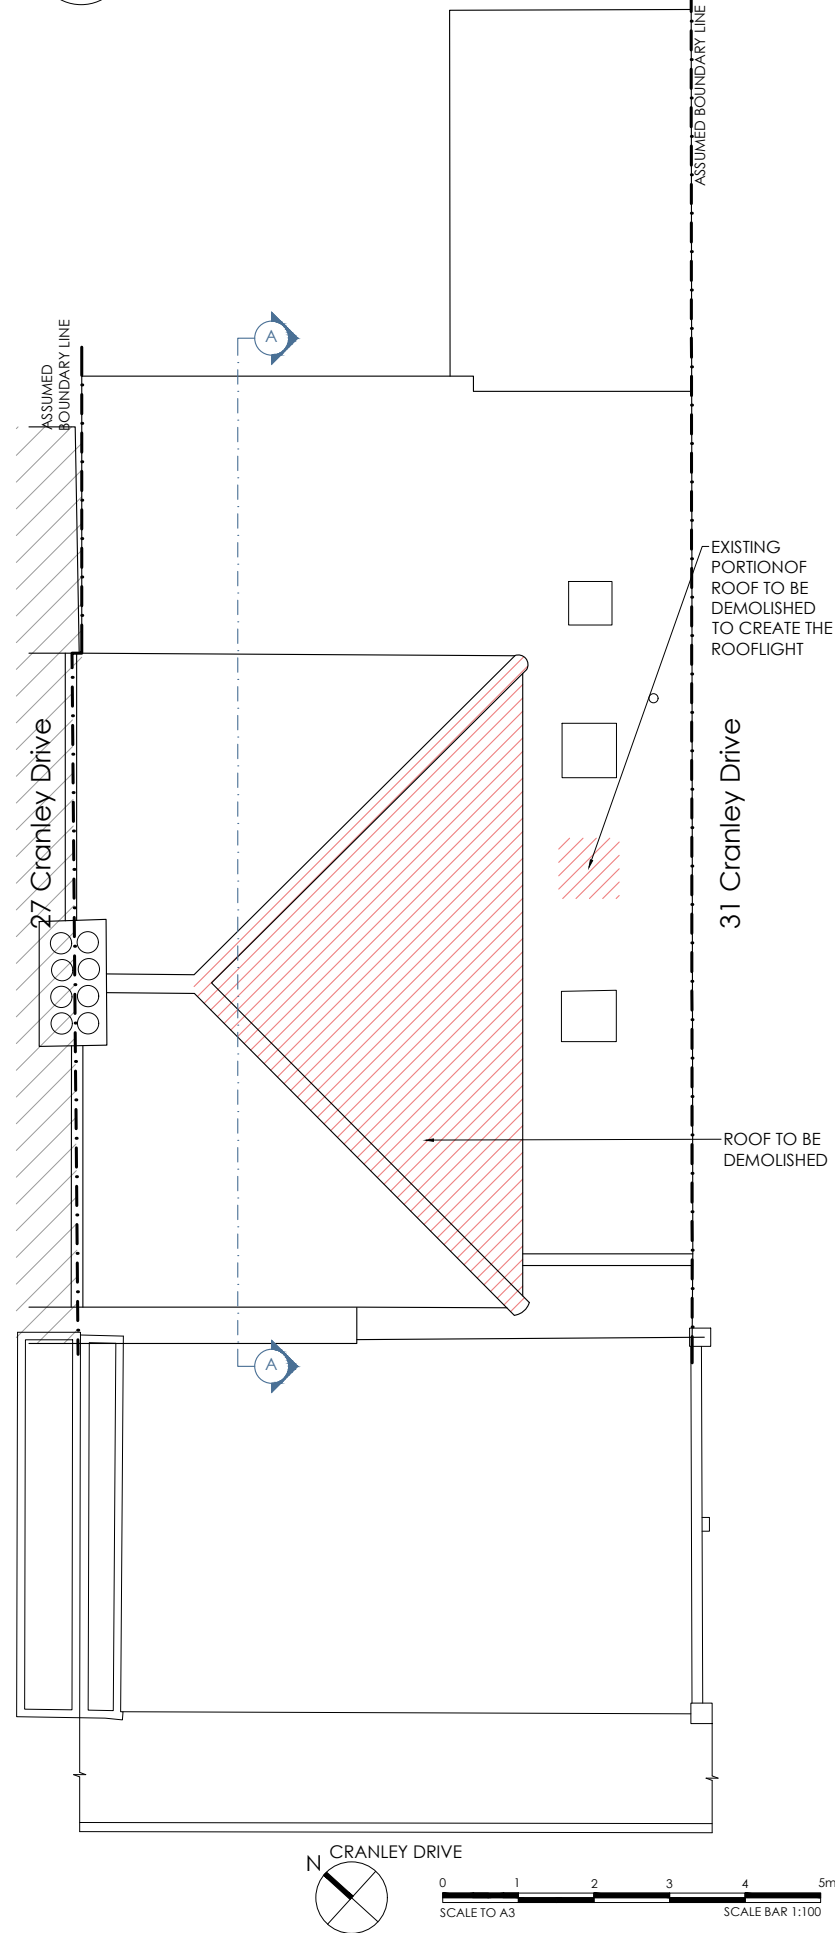 ASSUMED BOUNDARY LINE
A
ASSUMED
BOUNDARY LINE
EXISTING
PORTIONOF
ROOF TO BE
DEMOLISHED
TO CREATE THE
ROOFLIGHT
27 Cranley Drive
31 Cranley Drive
ROOF TO BE
DEMOLISHED
A
CRANLEY DRIVE
N
0 1 2 3 4 5m
SCALE TO A3
SCALE BAR 1:100